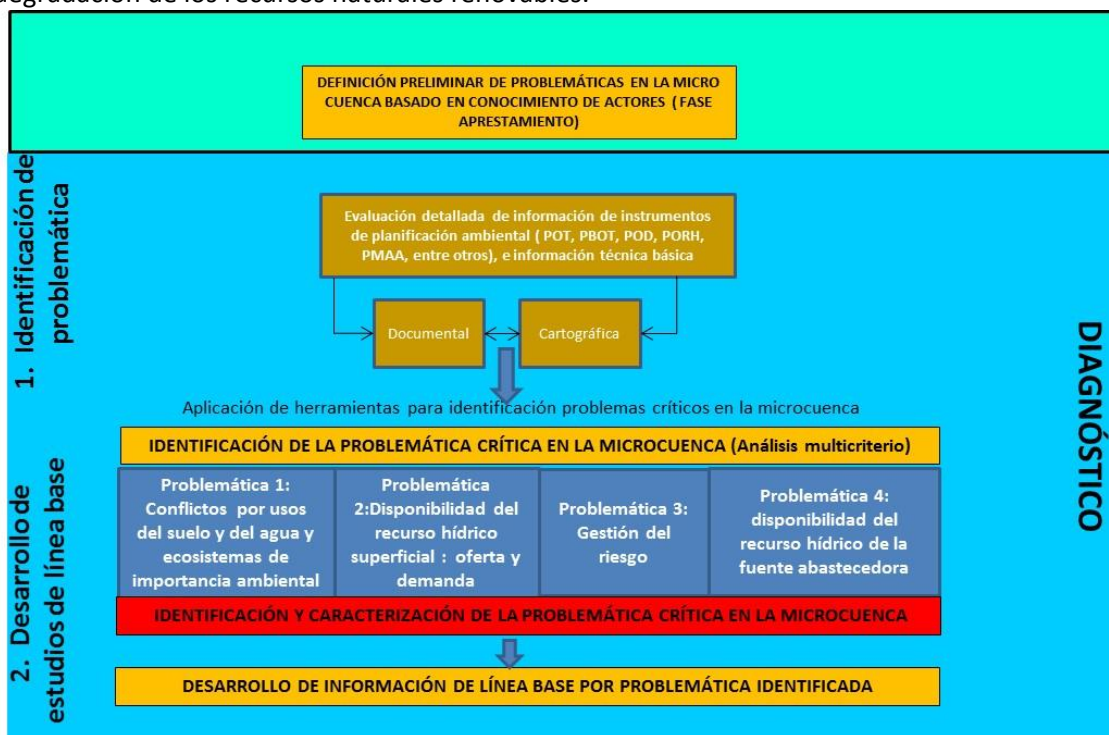 degradación de los recursos naturales renovables.
DEFINICIÓN PRELIMINAR DE PROBLEMÁTICAS EN LA MICRO
CUENCA BASADO EN CONOCIMIENTO DE ACTORES ( FASE
APRESTAMIENTO)
1. Identificación de
problemática
Evaluación detallada de información de instrumentos
de planificación ambiental ( POT, PBOT, POD, PORH,
PMAA, entre otros), e información técnica básica
Documental
Cartográfica
Aplicación de herramientas para identificación problemas críticos en la microcuenca
DIAGNÓSTICO
2. Desarrollo de
estudios de línea base
IDENTIFICACIÓN DE LA PROBLEMÁTICA CRÍTICA EN LA MICROCUENCA (Análisis multicriterio)
Problemática 1:
Conflictos por usos
del suelo y del agua y
ecosistemas de
importancia ambiental
Problemática
2:Disponibilidad del
recurso hídrico
superficial : oferta y
demanda
Problemática 3:
Gestión del
riesgo
Problemática 4:
disponibilidad del
recurso hídrico de la
fuente abastecedora
IDENTIFICACIÓN Y CARACTERIZACIÓN DE LA PROBLEMÁTICA CRÍTICA EN LA MICROCUENCA
DESARROLLO DE INFORMACIÓN DE LÍNEA BASE POR PROBLEMÁTICA IDENTIFICADA